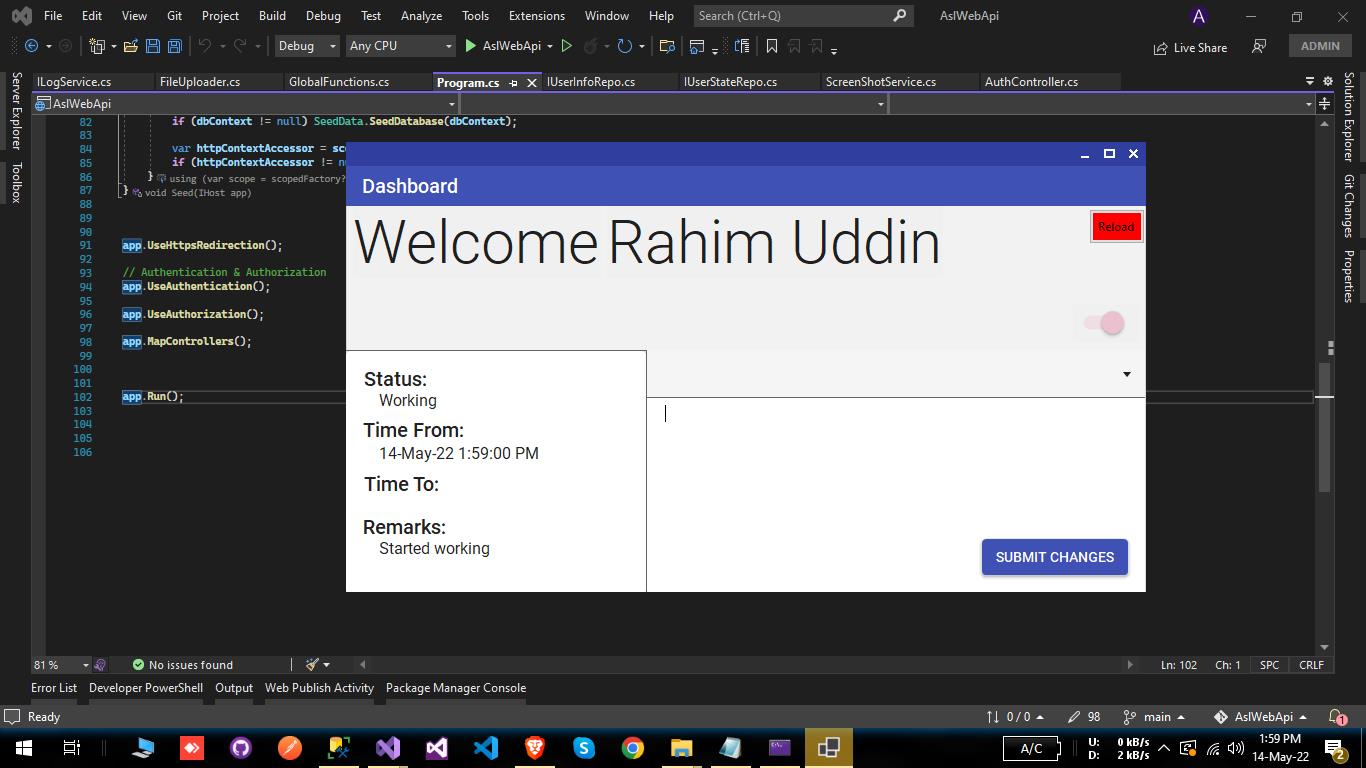 File Edit View Git Project Build Debug Test Analyze Tools Extensions Window Help Search (Ctrl+Q) AslWebApi A
Debug Any CPU AslWebApi Live Share ADMIN
ILogService.cs FileUploader.cs GlobalFunctions.cs Program.cs IUserInfoRepo.cs IUserStateRepo.cs ScreenShotService.cs AuthController.cs
AslWebApi
Server Explorer
Toolbox
Solution Explorer
Git Changes
Properties
82 if (dbContext != null) SeedData.SeedDatabase(dbContext);
83
84 var httpContextAccessor = sc
85 if (httpContextAccessor != nu
86 } using (var scope = scopedFactory?
87 } void Seed(IHost app)
88
89
90
91 app.UseHttpsRedirection();
92
93 // Authentication & Authorization
94 app.UseAuthentication();
95
96 app.UseAuthorization();
97
98 app.MapControllers();
99
100
101
102 app.Run();
103
104
105
106
Dashboard
Welcome Rahim Uddin
Reload
Status:
Working
Time From:
14-May-22 1:59:00 PM
Time To:
Remarks:
Started working
SUBMIT CHANGES
81 % No issues found Ln: 102 Ch: 1 SPC CRLF
Error List Developer PowerShell Output Web Publish Activity Package Manager Console
Ready 0 / 0 98 main AslWebApi 1
A/C
U: 0 kB/s
D: 2 kB/s
1:59 PM
14-May-22
2